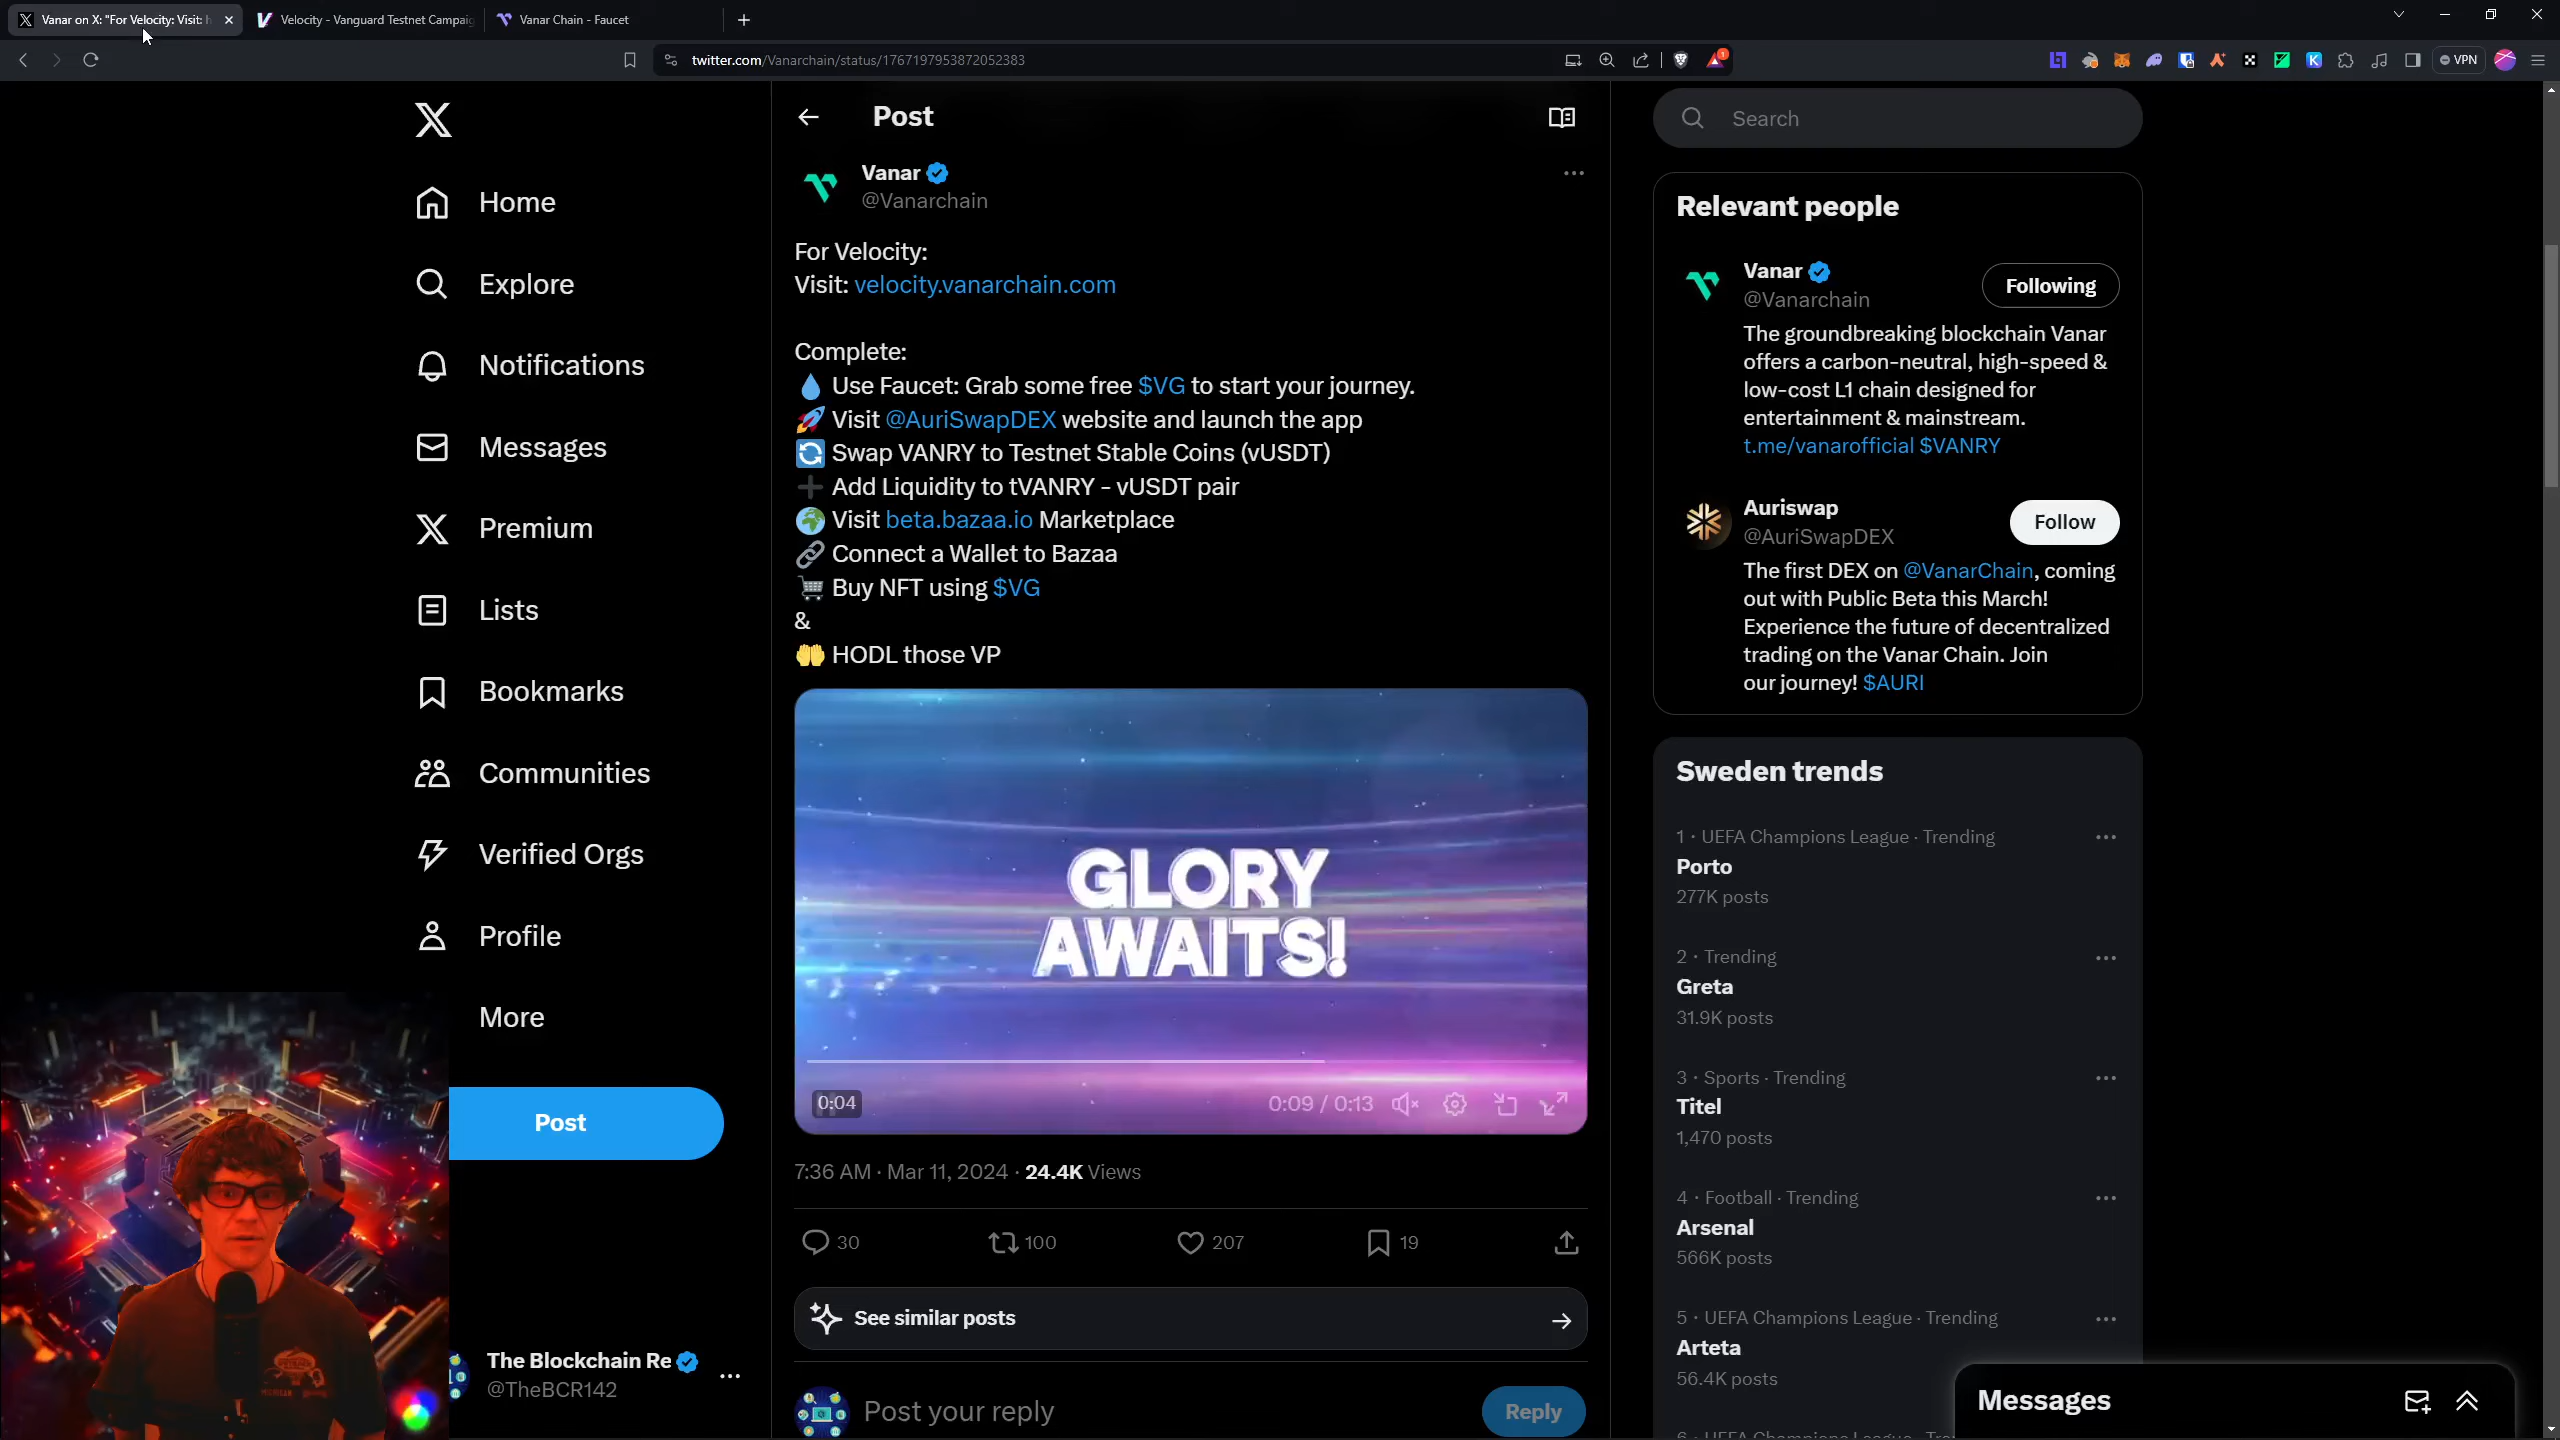 Vanar on X: "For Velocity: Visit: h
Velocity - Vanguard Testnet Campaig
Vanar Chain - Faucet
twitter.com/Vanarchain/status/1767197953872052383
1
VPN
Home
Explore
Notifications
Messages
Premium
Lists
Bookmarks
Communities
Verified Orgs
Profile
More
Post
The Blockchain Re
@TheBCR142
Post
Vanar
@Vanarchain
For Velocity:
Visit: velocity.vanarchain.com
Complete:
Use Faucet: Grab some free $VG to start your journey.
Visit @AuriSwapDEX website and launch the app
Swap VANRY to Testnet Stable Coins (vUSDT)
Add Liquidity to tVANRY - vUSDT pair
Visit beta.bazaa.io Marketplace
Connect a Wallet to Bazaa
Buy NFT using $VG
&
HODL those VP
GLORY
AWAITS!
0:04
0:09 / 0:13
7:36 AM · Mar 11, 2024 · 24.4K Views
30
100
207
19
See similar posts
Post your reply
Reply
Search
Relevant people
Vanar
@Vanarchain
Following
The groundbreaking blockchain Vanar
offers a carbon-neutral, high-speed &
low-cost L1 chain designed for
entertainment & mainstream.
t.me/vanarofficial $VANRY
Auriswap
@AuriSwapDEX
Follow
The first DEX on @VanarChain, coming
out with Public Beta this March!
Experience the future of decentralized
trading on the Vanar Chain. Join
our journey! $AURI
Sweden trends
1 · UEFA Champions League · Trending
Porto
277K posts
2 · Trending
Greta
31.9K posts
3 · Sports · Trending
Titel
1,470 posts
4 · Football · Trending
Arsenal
566K posts
5 · UEFA Champions League · Trending
Arteta
56.4K posts
Messages